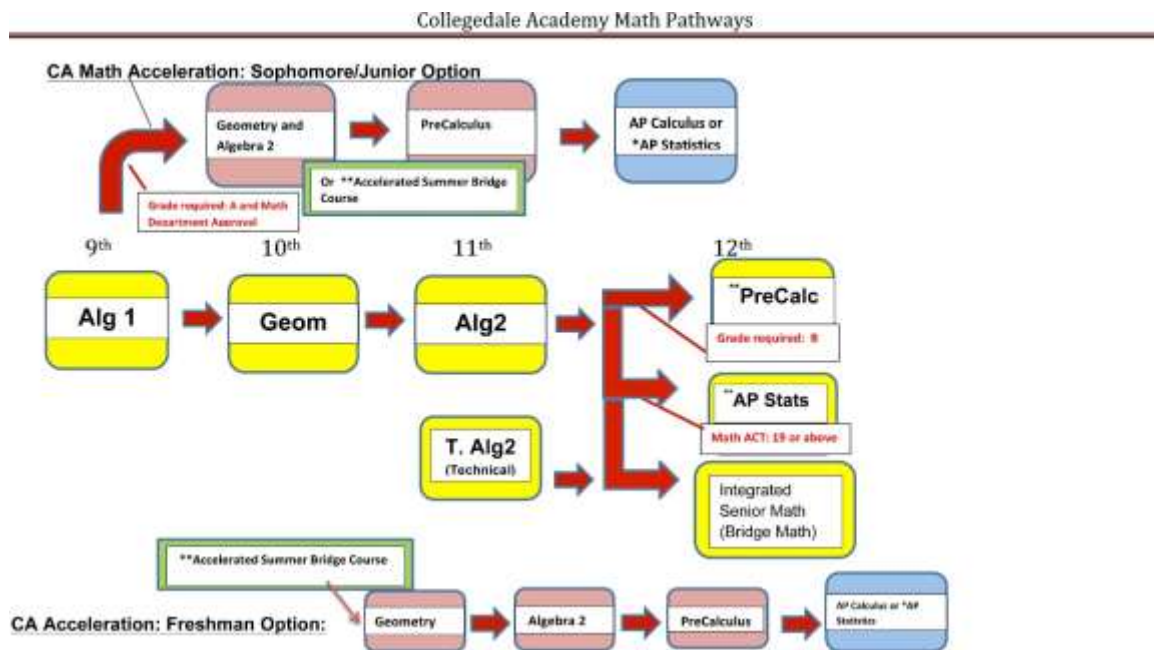 Collegedale Academy Math Pathways
CA Math Acceleration: Sophomore/Junior Option
Geometry and
Algebra 2
PreCalculus
AP Calculus or
*AP Statistics
Or **Accelerated Summer Bridge
Course
Grade required: A and Math
Department Approval
9th
10th
11th
12th
Alg 1
Geom
Alg2
**PreCalc
Grade required: B
**AP Stats
Math ACT: 19 or above
T. Alg2
(Technical)
Integrated
Senior Math
(Bridge Math)
**Accelerated Summer Bridge Course
CA Acceleration: Freshman Option:
Geometry
Algebra 2
PreCalculus
AP Calculus or *AP
Statistics